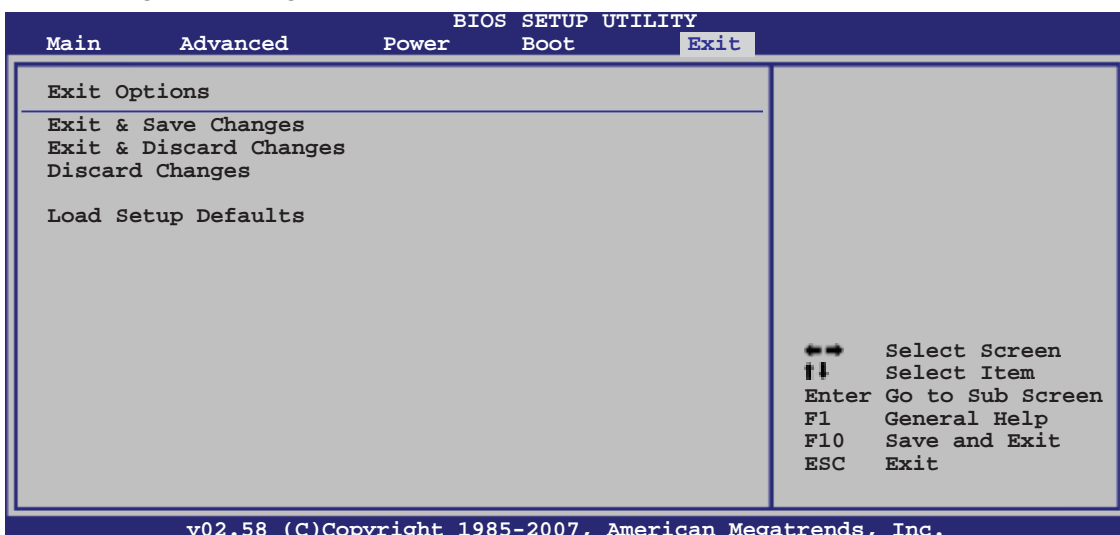 BIOS SETUP UTILITY
Main Advanced Power Boot Exit
Exit Options
Exit & Save Changes
Exit & Discard Changes
Discard Changes
Load Setup Defaults
←→ Select Screen
↑↓ Select Item
Enter Go to Sub Screen
F1 General Help
F10 Save and Exit
ESC Exit
v02.58 (C)Copyright 1985-2007, American Megatrends, Inc.